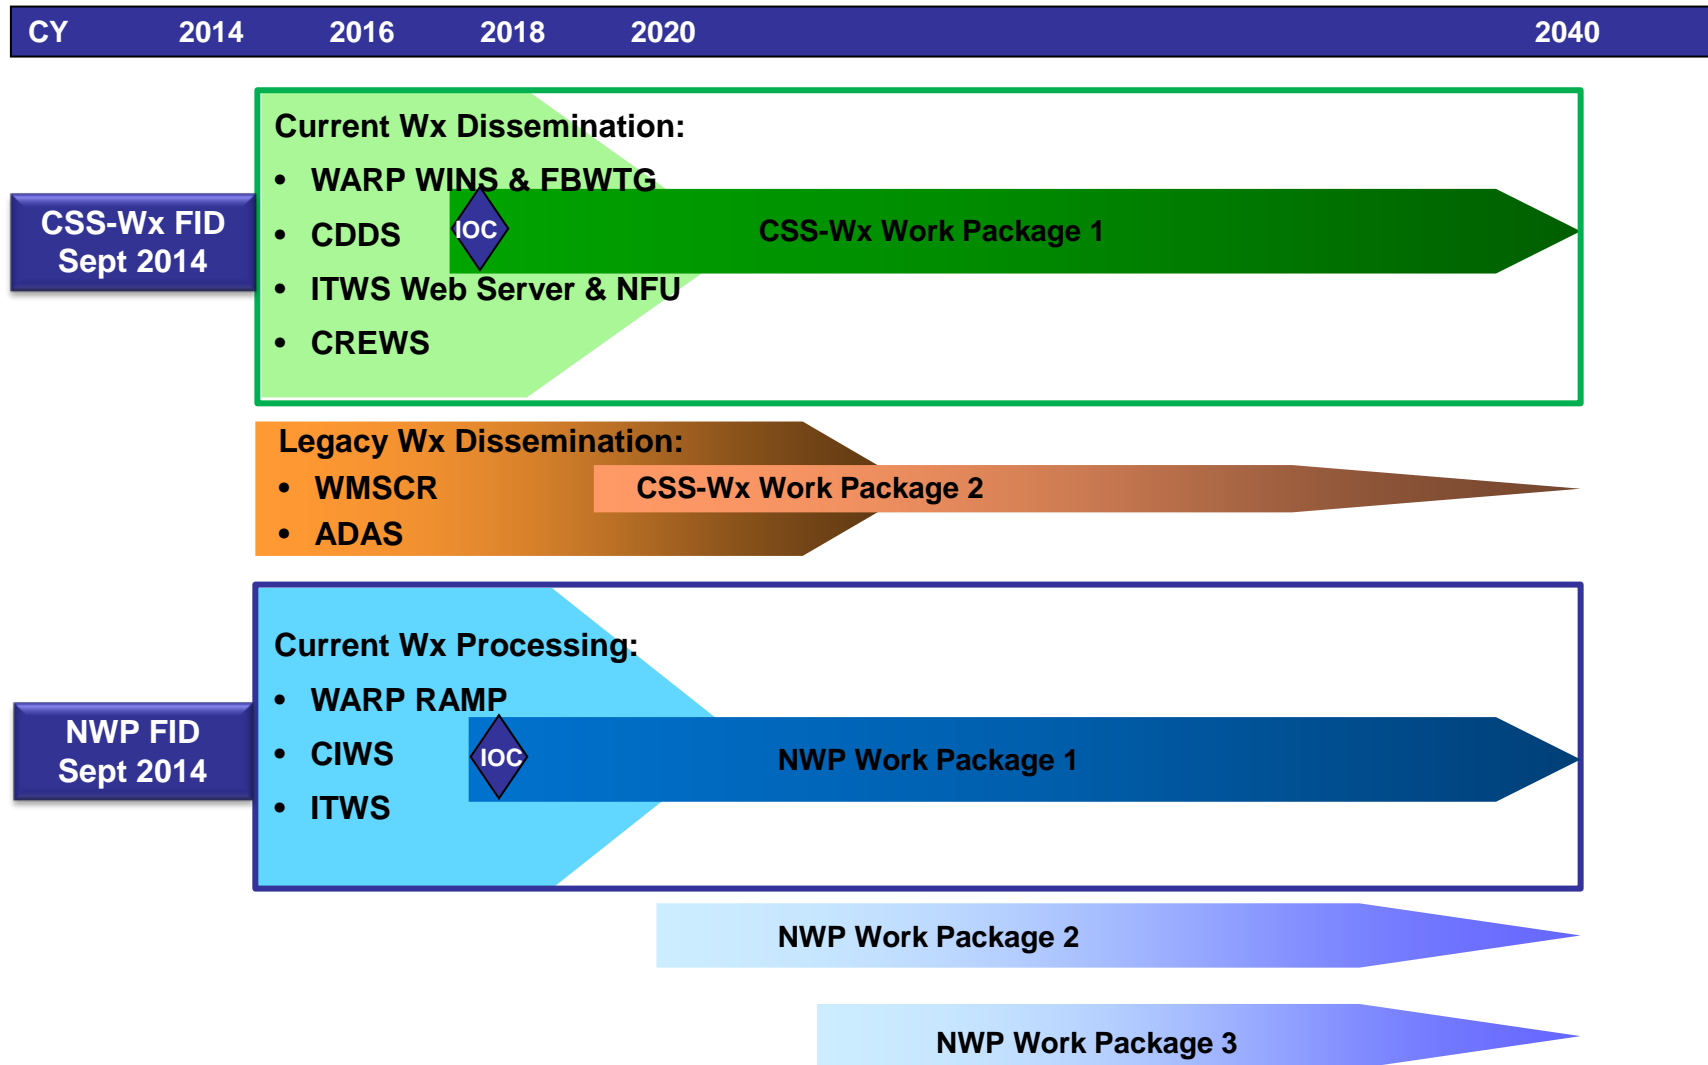 CY 2014 2016 2018 2020 2040
Current Wx Dissemination:
• WARP WINS & FBWTG
• CDDS
• ITWS Web Server & NFU
• CREWS
CSS-Wx FID
Sept 2014
IOC
CSS-Wx Work Package 1
Legacy Wx Dissemination:
• WMSCR
• ADAS
CSS-Wx Work Package 2
Current Wx Processing:
• WARP RAMP
• CIWS
• ITWS
NWP FID
Sept 2014
IOC
NWP Work Package 1
NWP Work Package 2
NWP Work Package 3